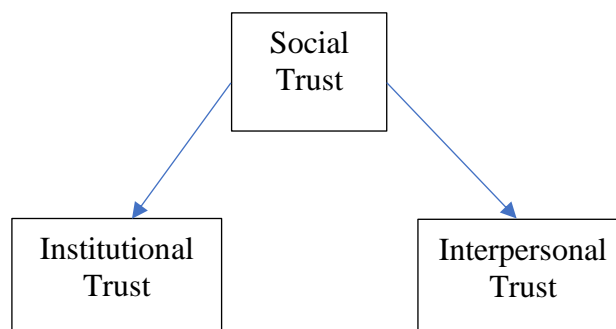 Social
Trust
Institutional
Trust
Interpersonal
Trust